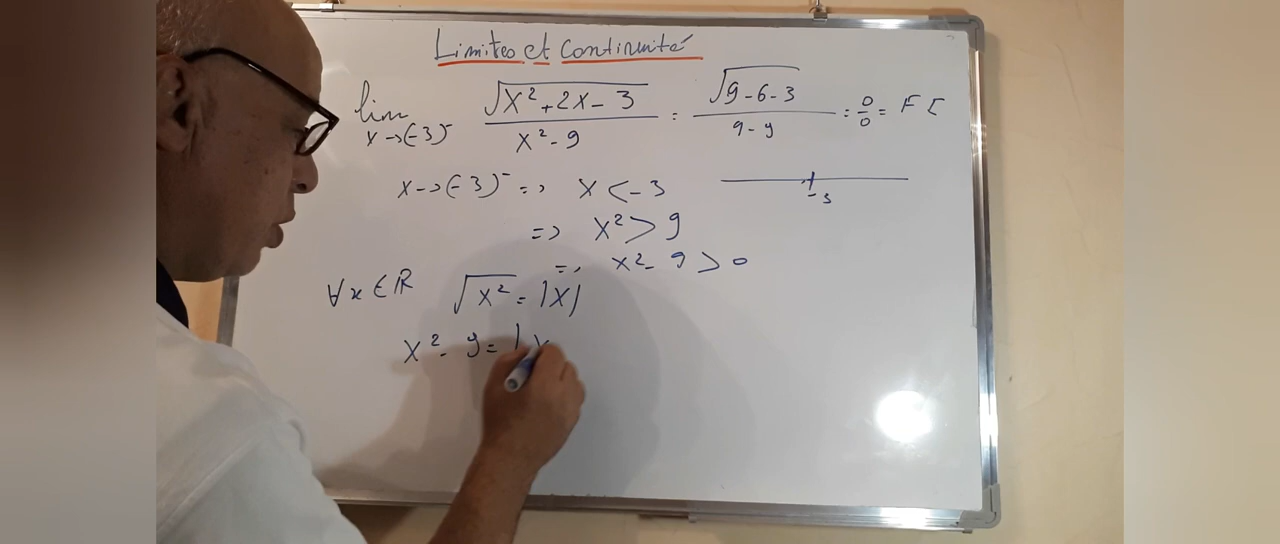 Limites et Continuité
lim x→(-3)⁻ √(x²+2x-3) / (x²-9) = √(9-6-3) / (9-9) = 0/0 = F I
x→(-3)⁻ => x<-3
-3
=> x²>9
=> x²-9>0
∀x∈ℝ √x² = |x|
x²-9=|x